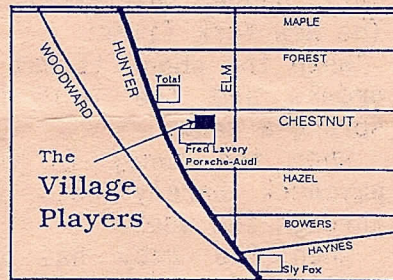 MAPLE
FOREST
WOODWARD
HUNTER
ELM
Total
CHESTNUT
Fred Lavery
Porsche-Audi
The
Village
Players
HAZEL
BOWERS
HAYNES
Sly Fox